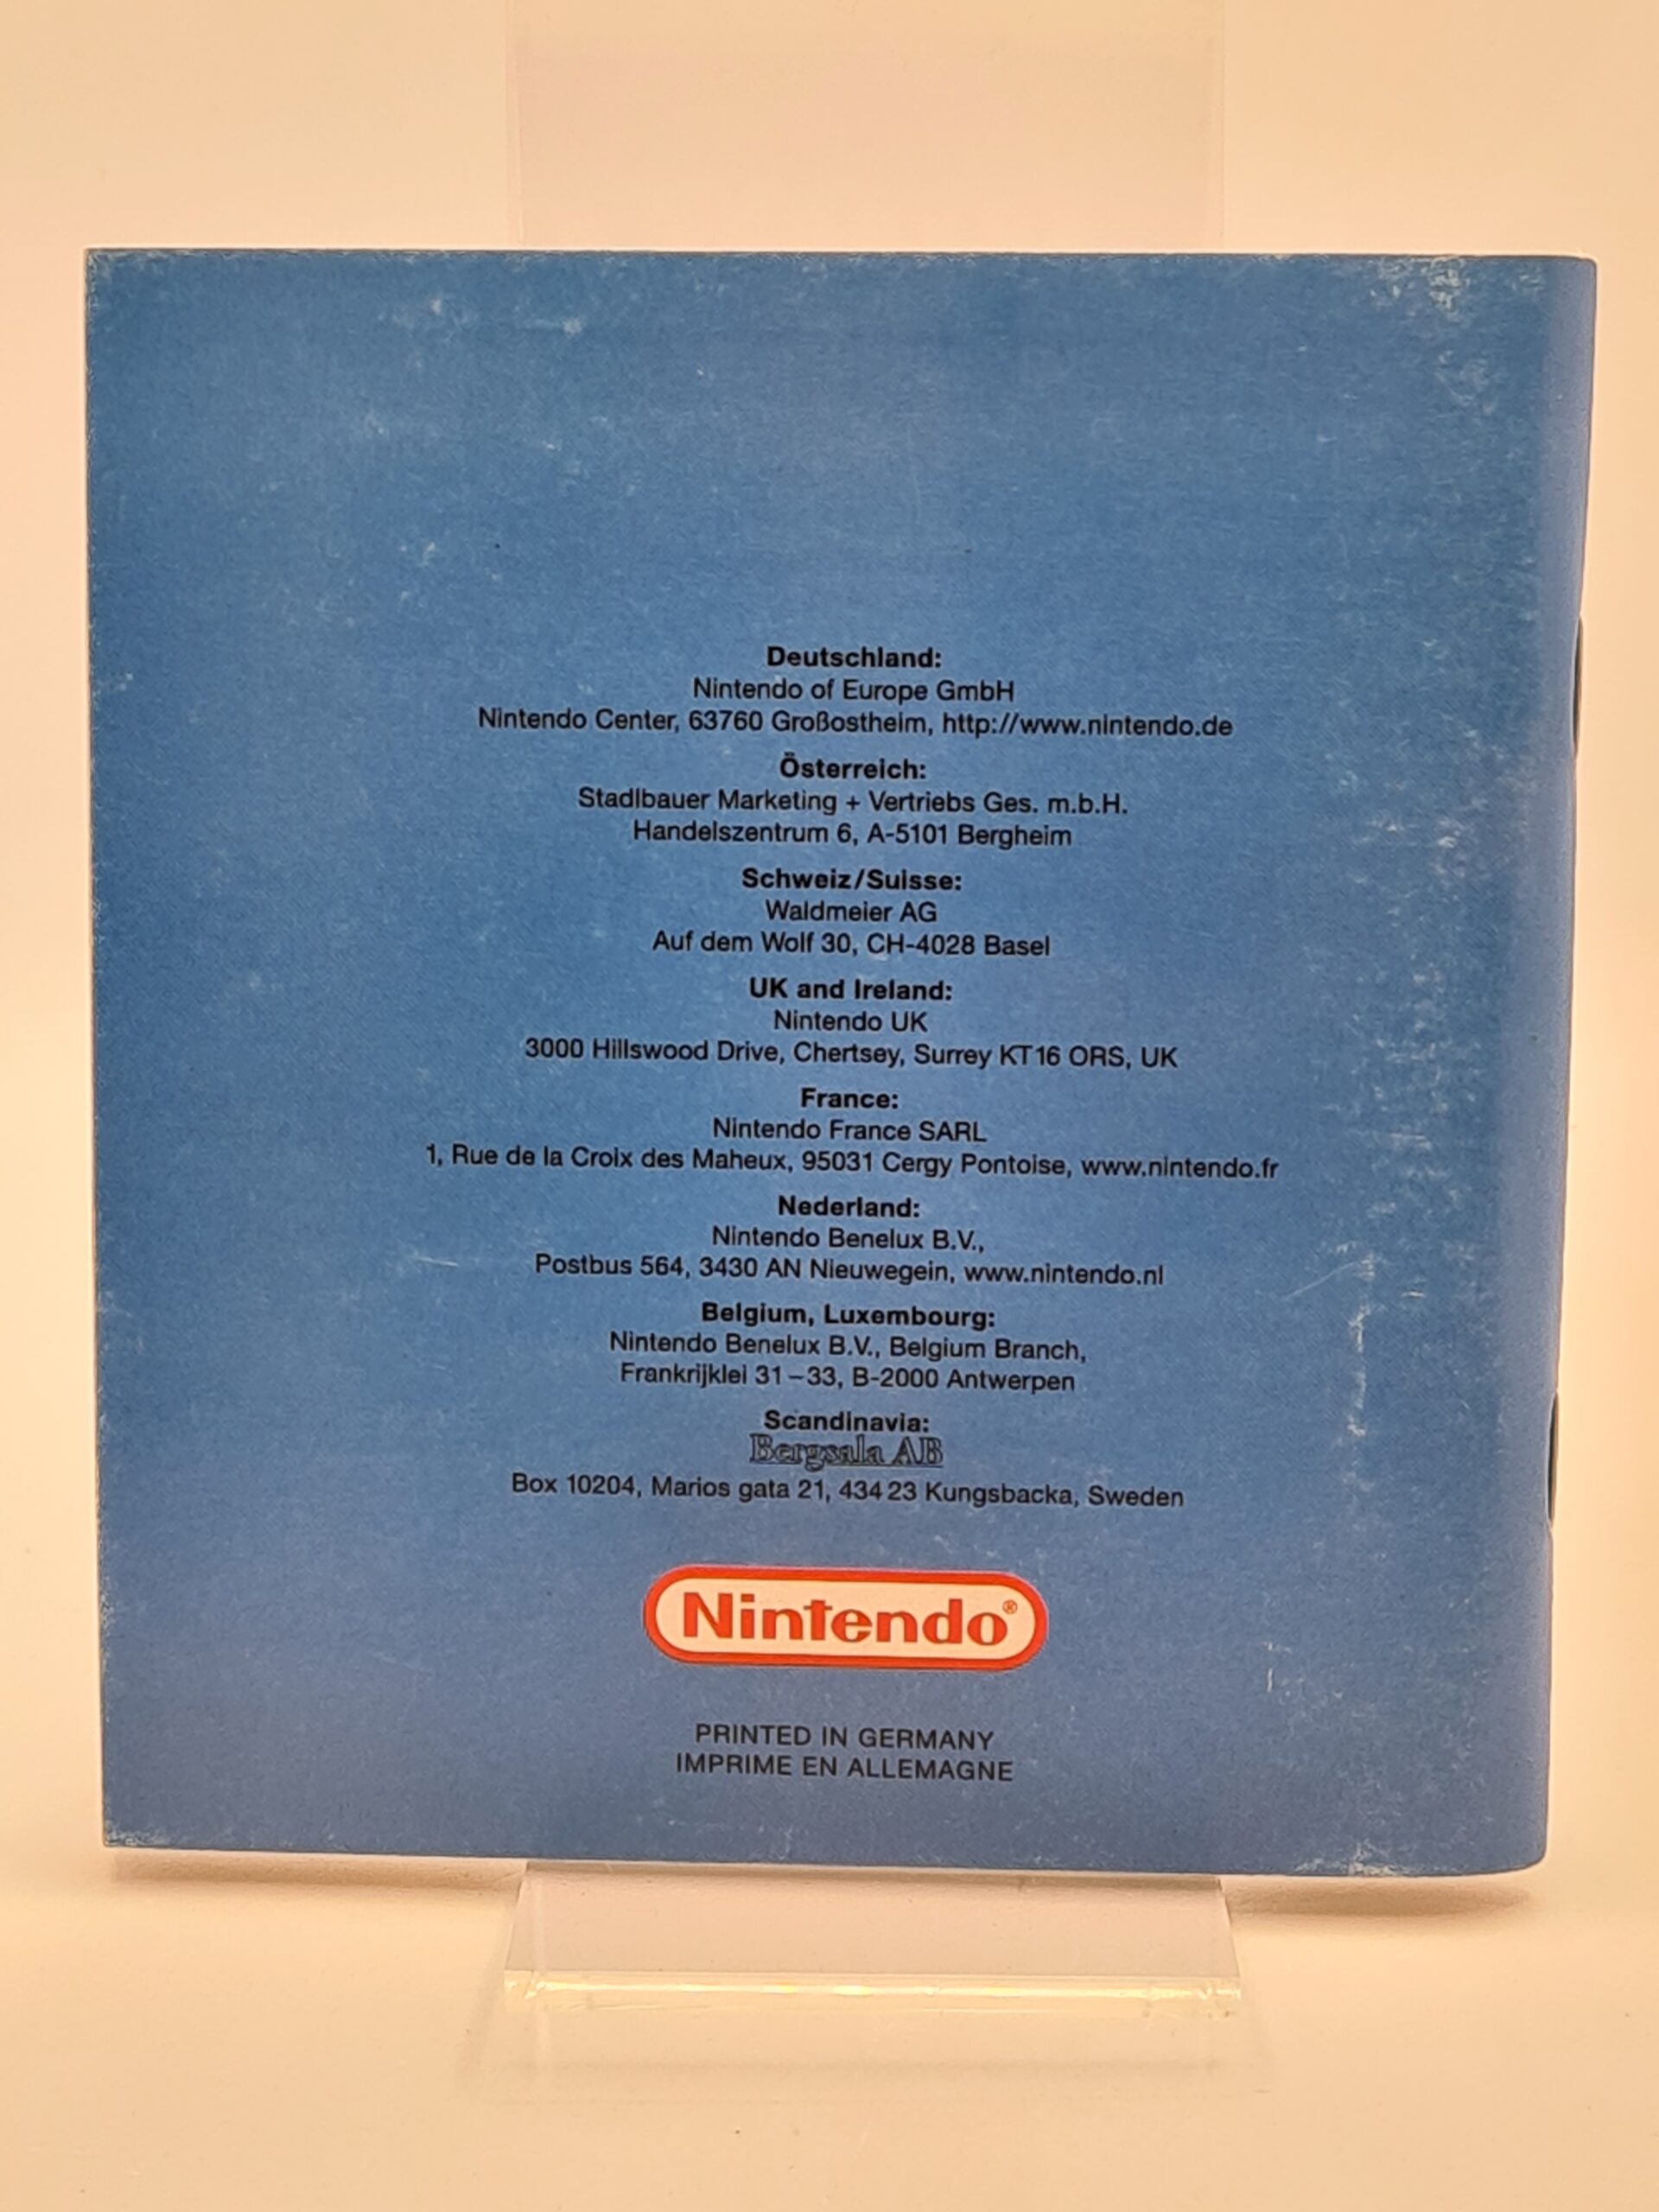 Deutschland:
Nintendo of Europe GmbH
Nintendo Center, 63760 Großostheim, http://www.nintendo.de
Österreich:
Stadlbauer Marketing + Vertriebs Ges. m.b.H.
Handelszentrum 6, A-5101 Bergheim
Schweiz/Suisse:
Waldmeier AG
Auf dem Wolf 30, CH-4028 Basel
UK and Ireland:
Nintendo UK
3000 Hillswood Drive, Chertsey, Surrey KT16 ORS, UK
France:
Nintendo France SARL
1, Rue de la Croix des Maheux, 95031 Cergy Pontoise, www.nintendo.fr
Nederland:
Nintendo Benelux B.V.,
Postbus 564, 3430 AN Nieuwegein, www.nintendo.nl
Belgium, Luxembourg:
Nintendo Benelux B.V., Belgium Branch,
Frankrijklei 31–33, B-2000 Antwerpen
Scandinavia:
Bergsala AB
Box 10204, Marios gata 21, 434 23 Kungsbacka, Sweden
Nintendo®
PRINTED IN GERMANY
IMPRIME EN ALLEMAGNE